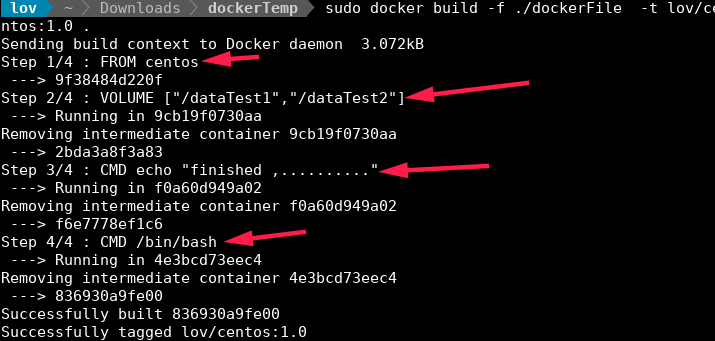 lov ~ Downloads dockerTemp sudo docker build -f ./dockerFile -t lov/ce
ntos:1.0 .
Sending build context to Docker daemon 3.072kB
Step 1/4 : FROM centos
---> 9f38484d220f
Step 2/4 : VOLUME ["/dataTest1","/dataTest2"]
---> Running in 9cb19f0730aa
Removing intermediate container 9cb19f0730aa
---> 2bda3a8f3a83
Step 3/4 : CMD echo "finished ,.........."
---> Running in f0a60d949a02
Removing intermediate container f0a60d949a02
---> f6e7778ef1c6
Step 4/4 : CMD /bin/bash
---> Running in 4e3bcd73eec4
Removing intermediate container 4e3bcd73eec4
---> 836930a9fe00
Successfully built 836930a9fe00
Successfully tagged lov/centos:1.0